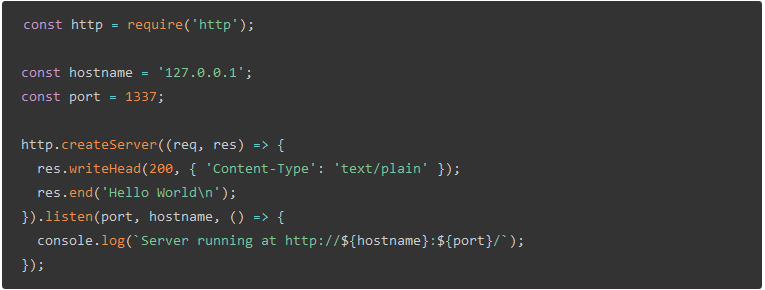 const http = require('http');

const hostname = '127.0.0.1';
const port = 1337;

http.createServer((req, res) => {
  res.writeHead(200, { 'Content-Type': 'text/plain' });
  res.end('Hello World\n');
}).listen(port, hostname, () => {
  console.log(`Server running at http://${hostname}:${port}/`);
});